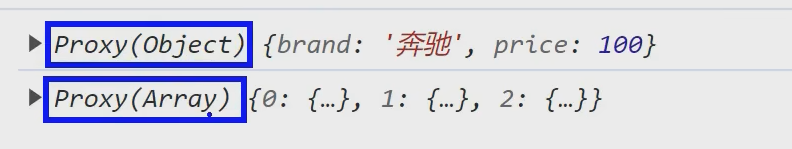 ▶ Proxy(Object) {brand: '奔驰', price: 100}
▶ Proxy(Array) {0: {…}, 1: {…}, 2: {…}}